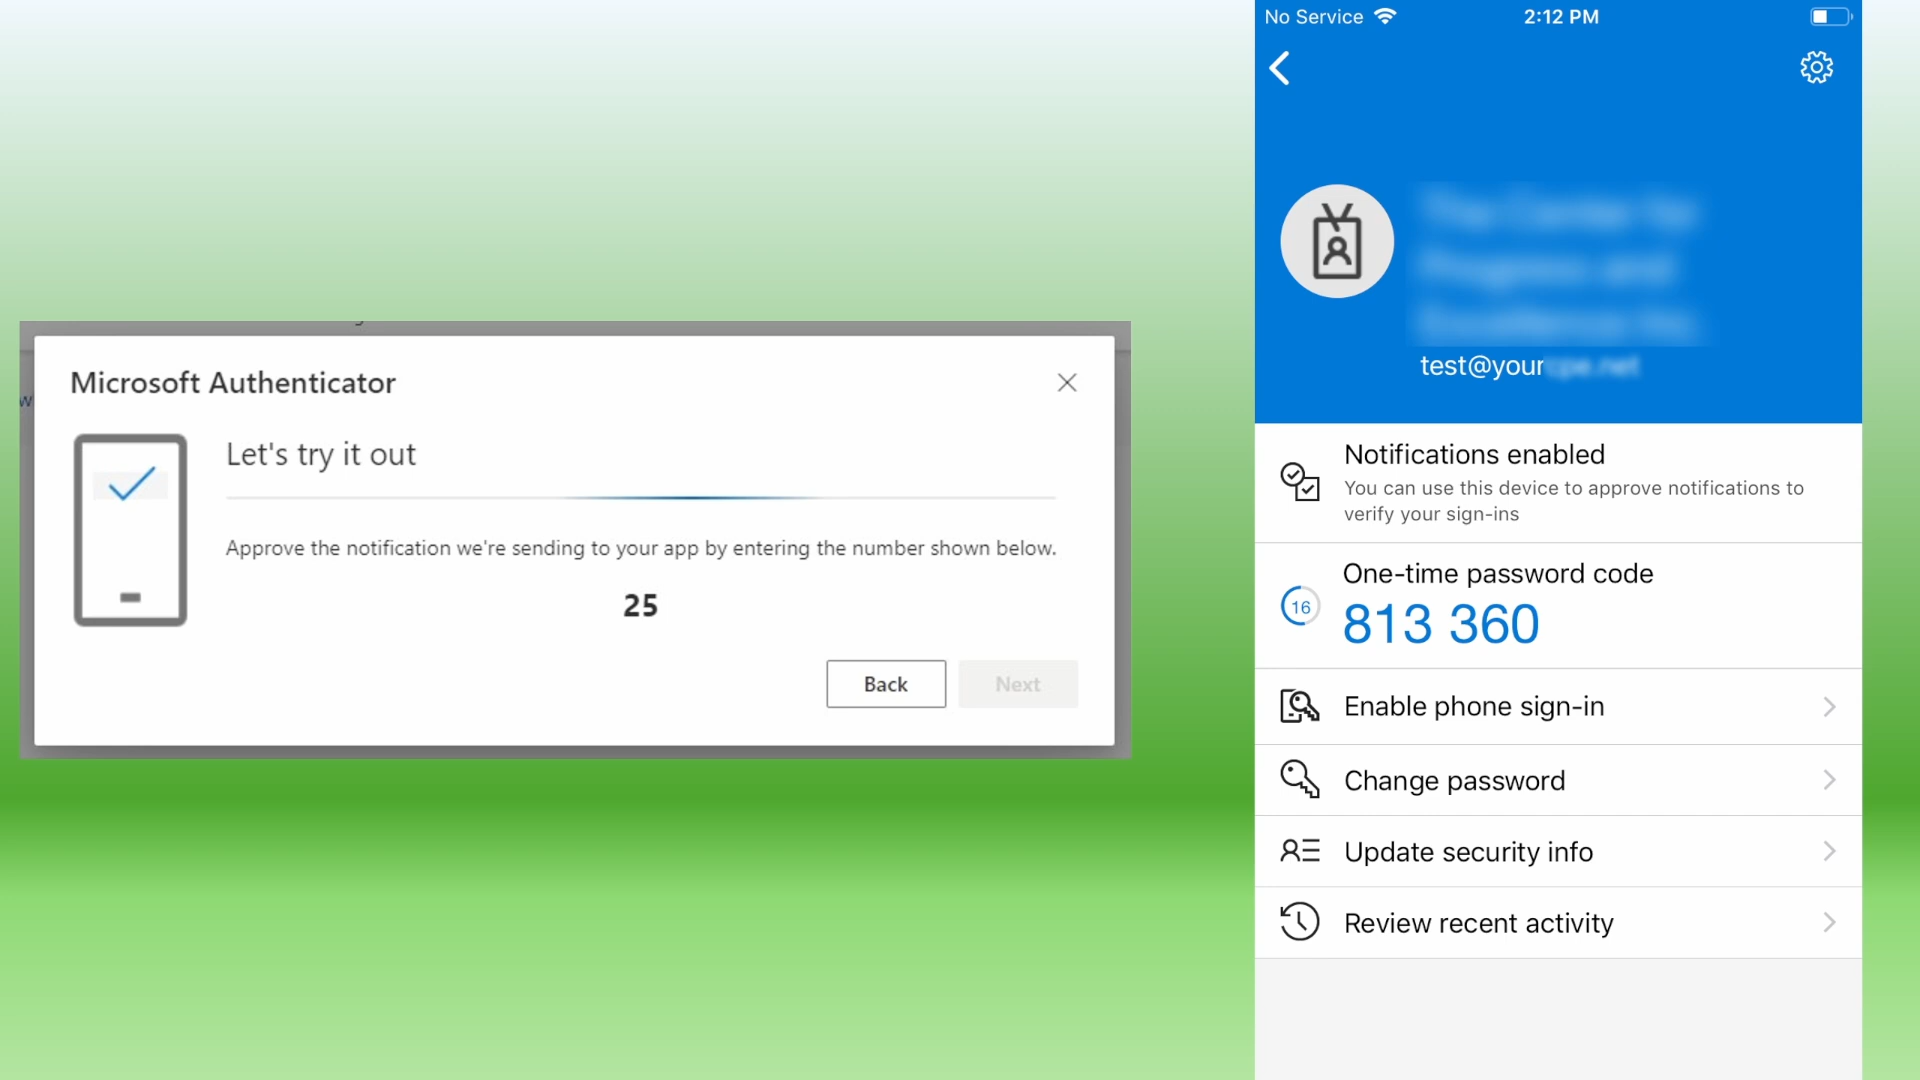 Microsoft Authenticator
Let's try it out
Approve the notification we're sending to your app by entering the number shown below.
25
Back
Next
No Service
2:12 PM
test@your
Notifications enabled
You can use this device to approve notifications to
verify your sign-ins
One-time password code
16
813 360
Enable phone sign-in
Change password
Update security info
Review recent activity